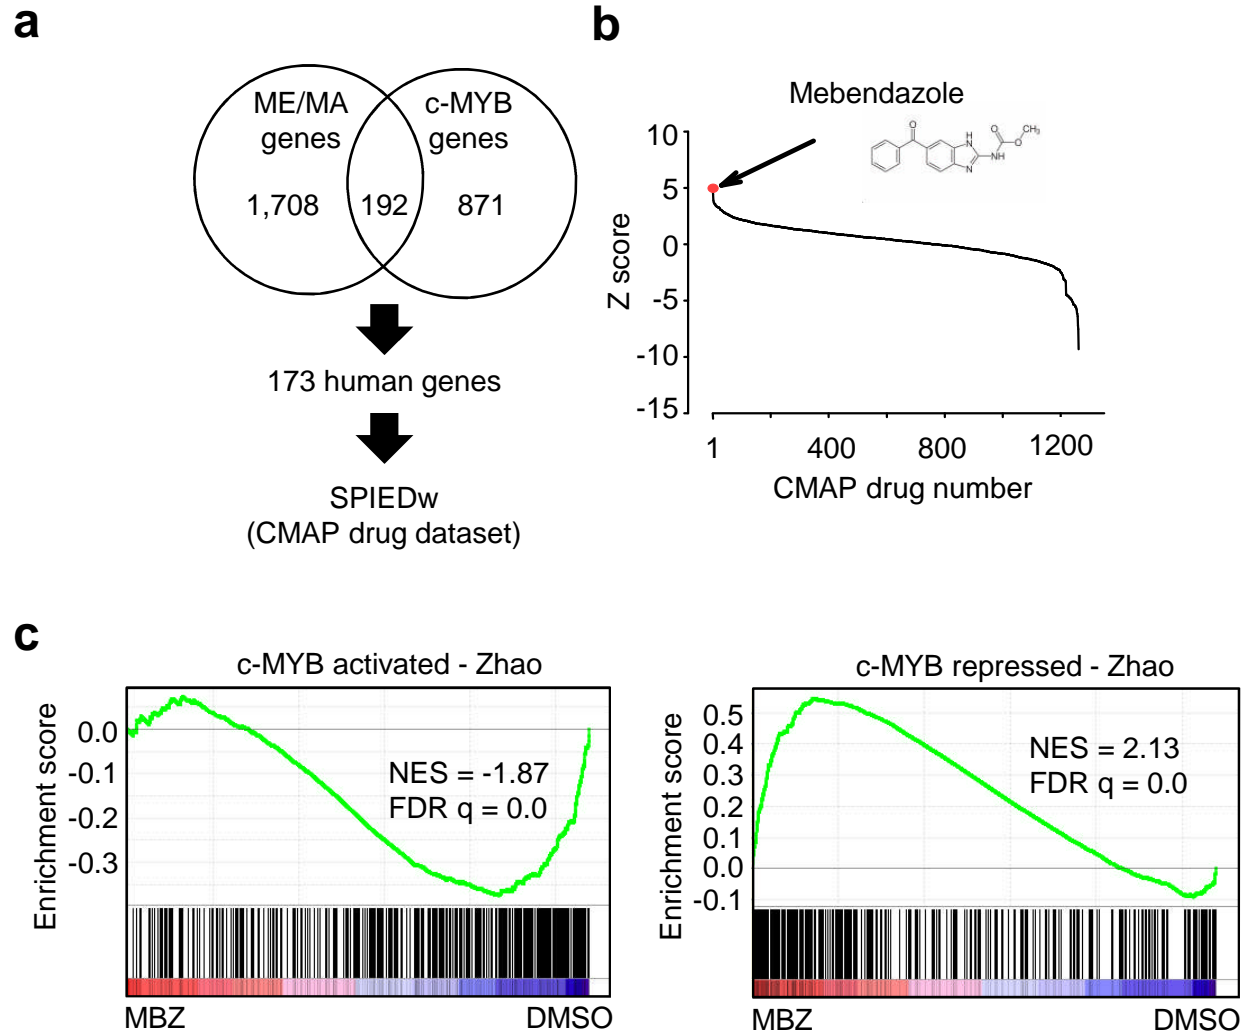 a
ME/MA
genes
c-MYB
genes
1,708
192
871
173 human genes
SPIEDw
(CMAP drug dataset)
b
Mebendazole
O
H
N
N
NH
O
O
CH3
Z score
10
5
0
-5
-10
-15
1
400
800
1200
CMAP drug number
c
c-MYB activated - Zhao
Enrichment score
0.0
-0.1
-0.2
-0.3
NES = -1.87
FDR q = 0.0
MBZ
DMSO
c-MYB repressed - Zhao
Enrichment score
0.5
0.4
0.3
0.2
0.1
0.0
-0.1
NES = 2.13
FDR q = 0.0
MBZ
DMSO